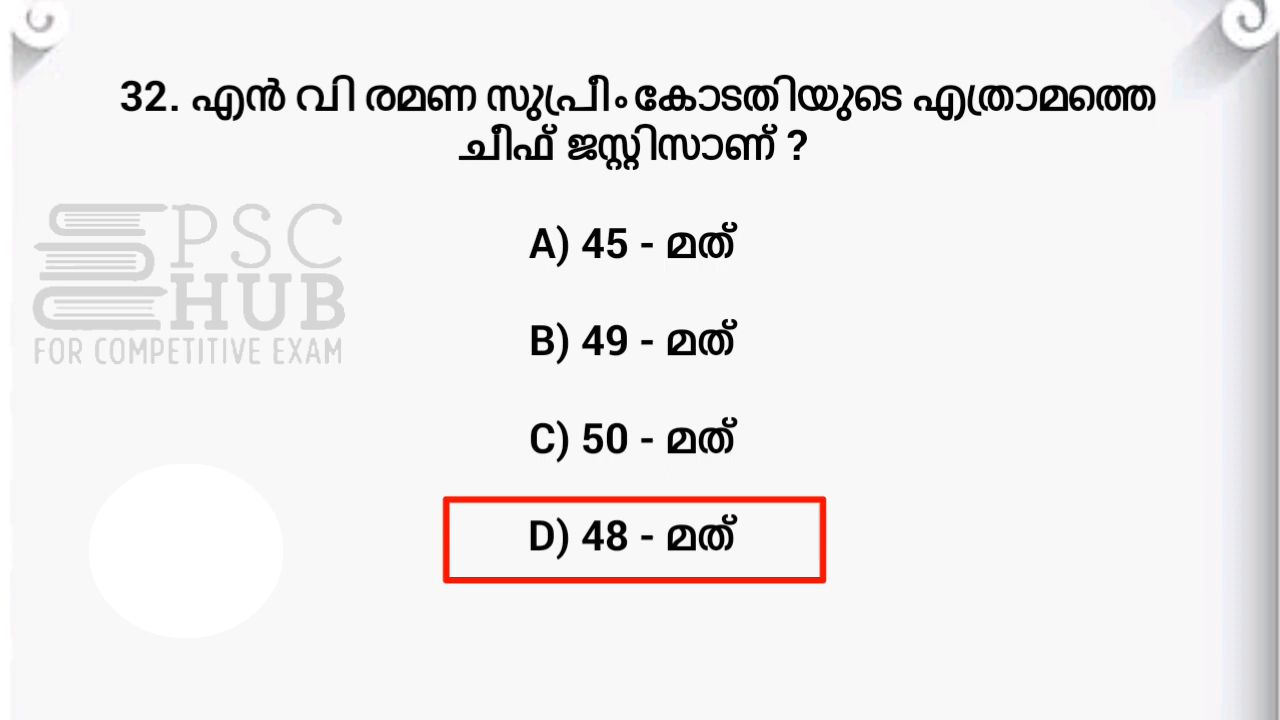 32. എൻ വി രമണ സുപ്രീം കോടതിയുടെ എത്രാമത്തെ
ചീഫ് ജസ്റ്റിസാണ് ?
PSC
HUB
FOR COMPETITIVE EXAM
A) 45 - മത്
B) 49 - മത്
C) 50 - മത്
D) 48 - മത്